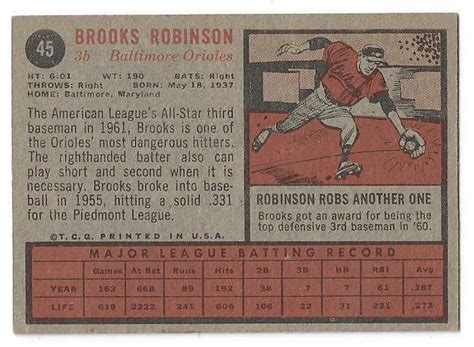 45
BROOKS ROBINSON
3b Baltimore Orioles
HT: 6:01 WT: 190 BATS: Right
THROWS: Right BORN: May 18, 1937
HOME: Baltimore, Maryland
The American League's All-Star third
baseman in 1961, Brooks is one of
the Orioles' most dangerous hitters.
The righthanded batter also can
play short and second when it is
necessary. Brooks broke into base-
ball in 1955, hitting a solid .331
for the Piedmont League.
© T.C.G. PRINTED IN U.S.A.
ROBINSON ROBS ANOTHER ONE
Brooks got an award for being the
top defensive 3rd baseman in '60.
MAJOR LEAGUE BATTING RECORD
Games At Bat Runs Hits 2B 3B HR RBI Avg.
YEAR 163 668 89 192 38 7 7 61 .287
LIFE 619 2222 241 606 106 22 36 241 .273